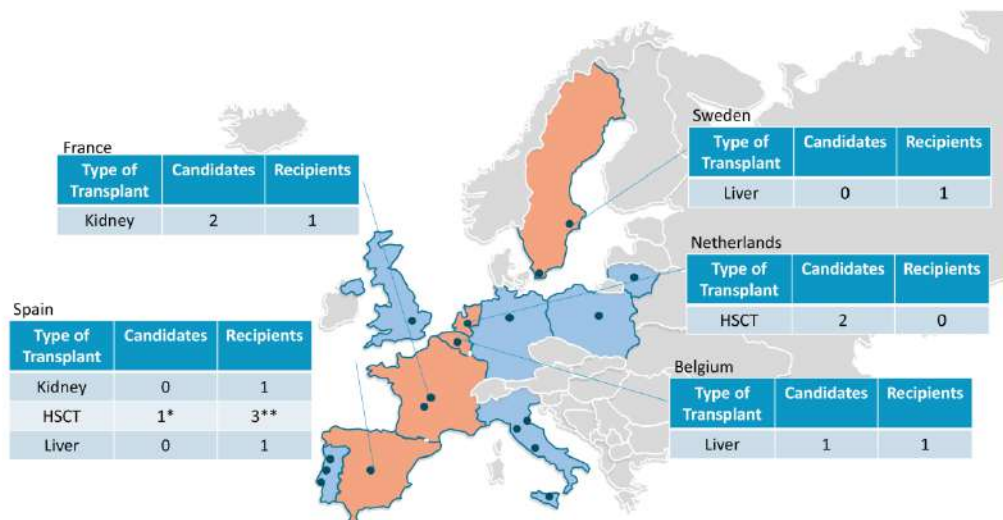 France
Type of Transplant Candidates Recipients
Kidney 2 1
Spain
Type of Transplant Candidates Recipients
Kidney 0 1
HSCT 1* 3**
Liver 0 1
Sweden
Type of Transplant Candidates Recipients
Liver 0 1
Netherlands
Type of Transplant Candidates Recipients
HSCT 2 0
Belgium
Type of Transplant Candidates Recipients
Liver 1 1